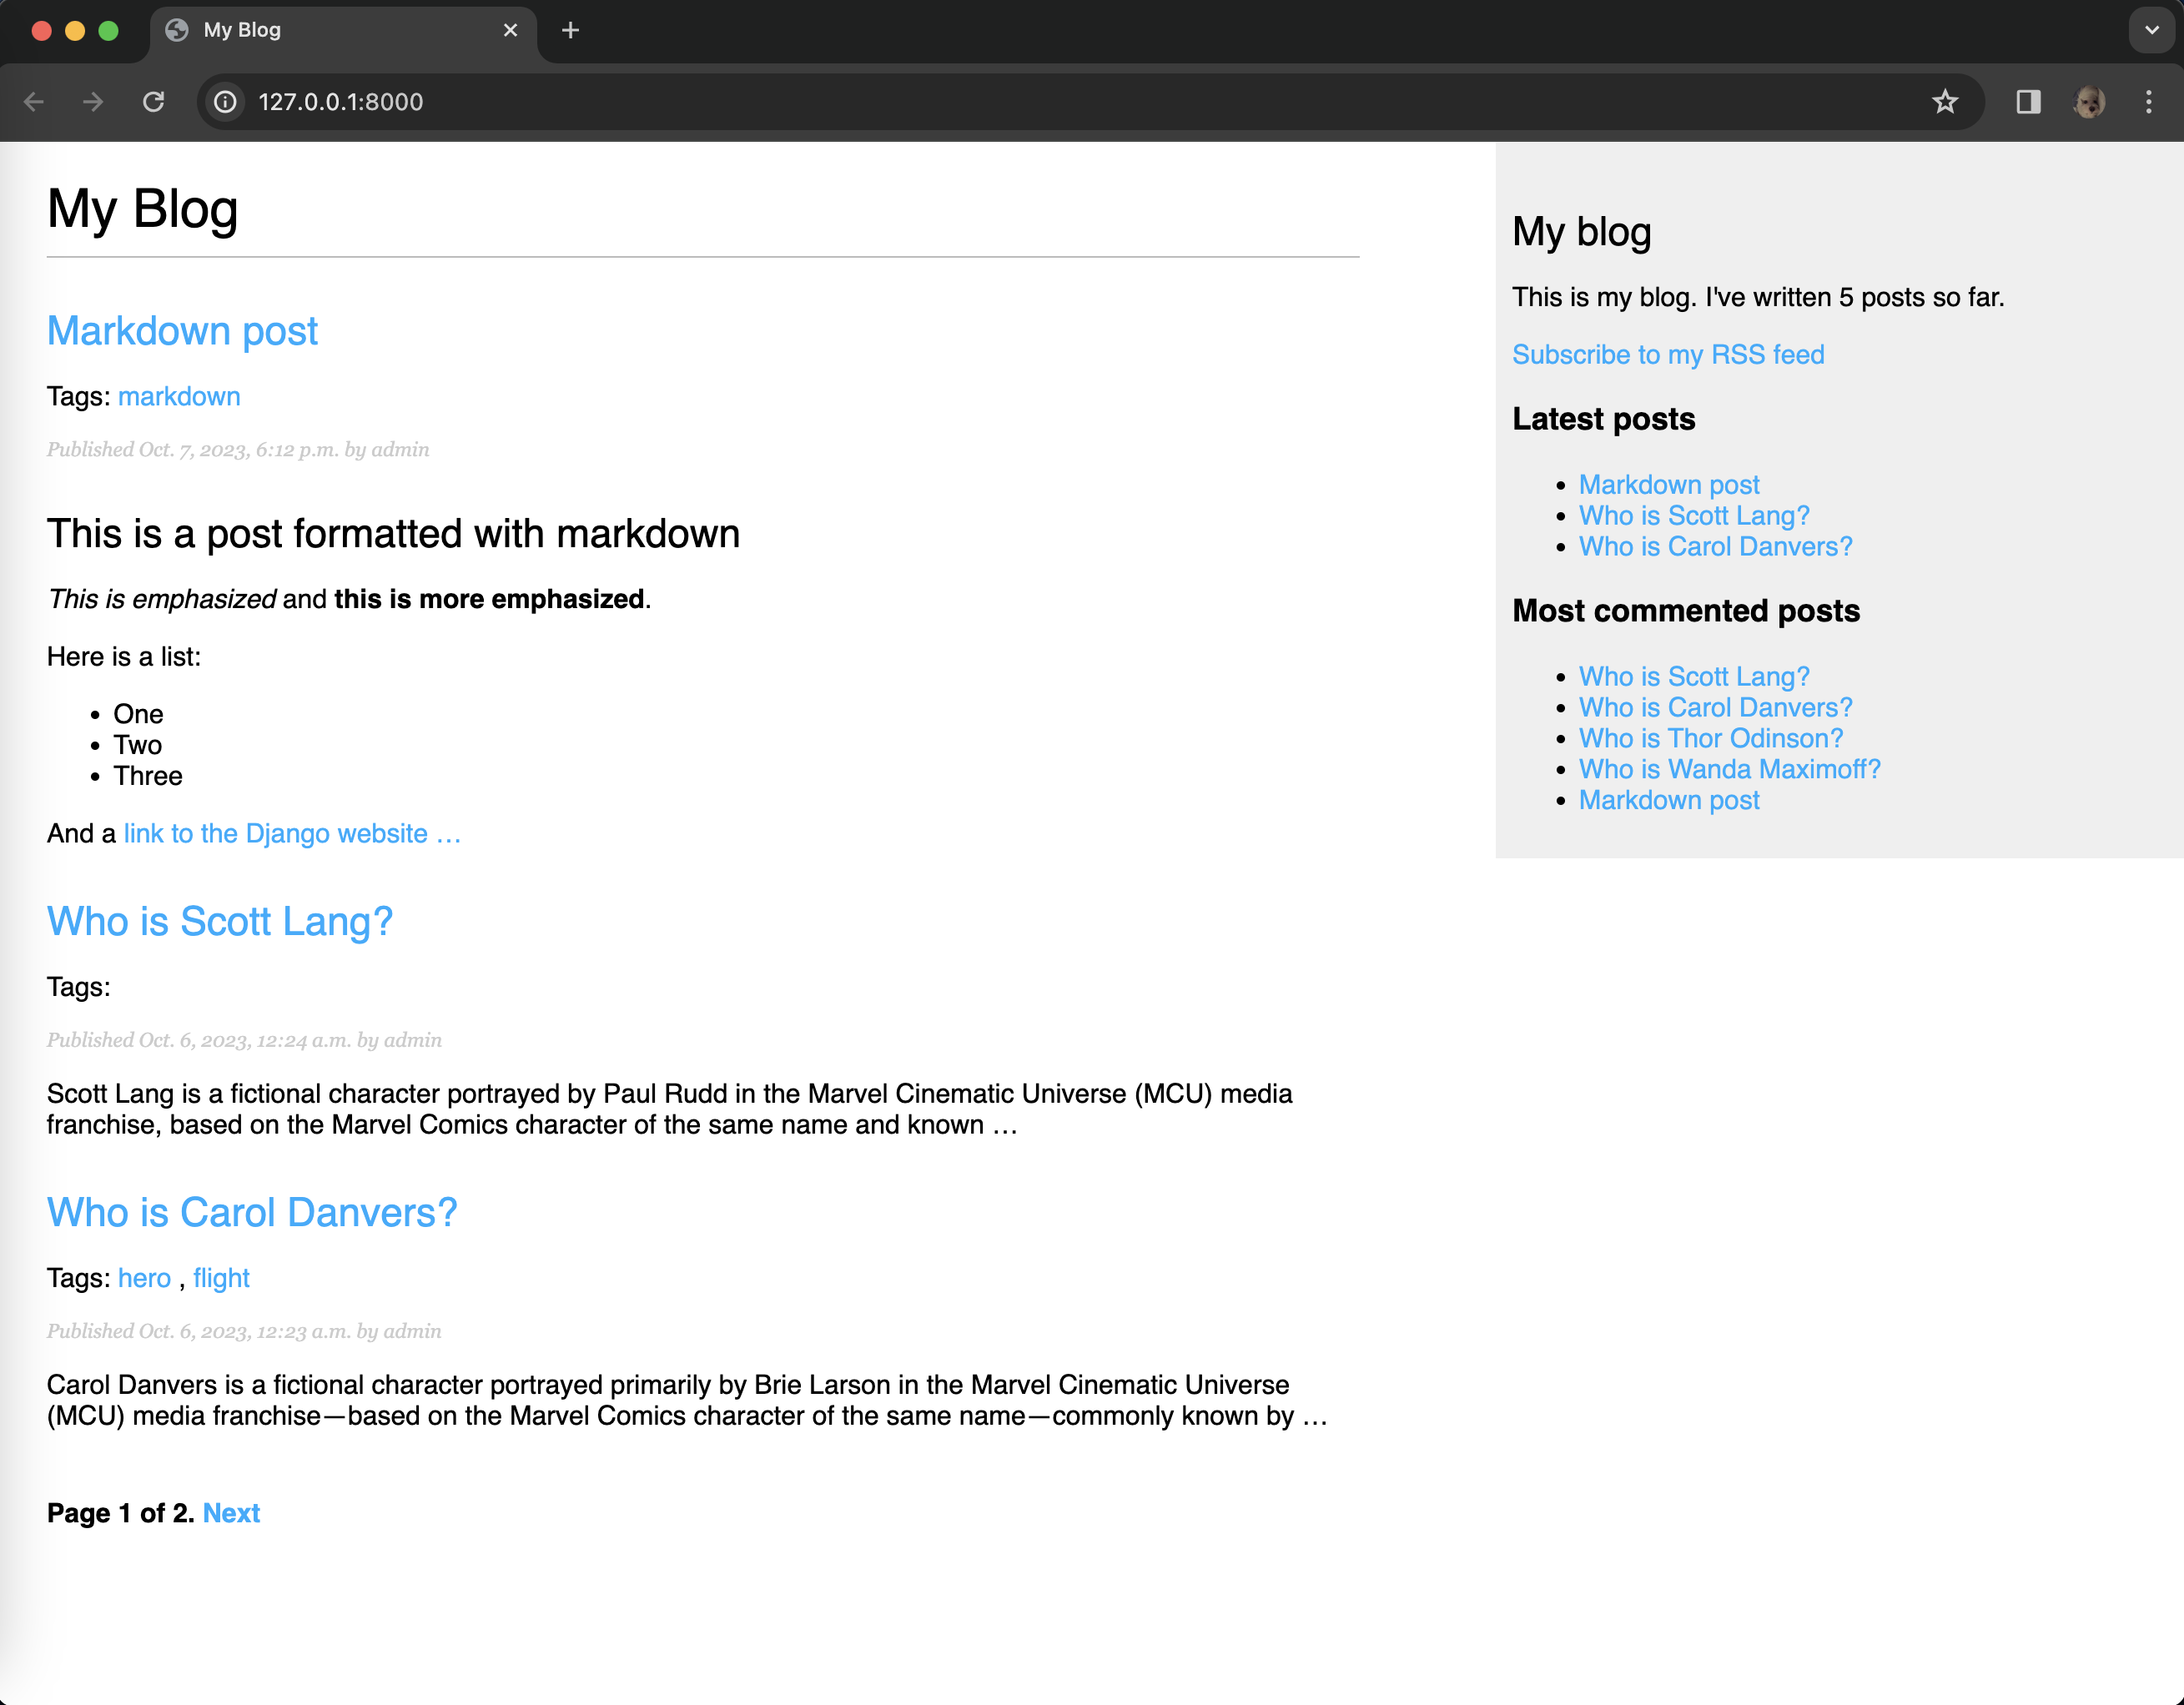 My Blog
127.0.0.1:8000
My Blog
Markdown post
Tags: markdown
Published Oct. 7, 2023, 6:12 p.m. by admin
This is a post formatted with markdown
This is emphasized and this is more emphasized.
Here is a list:
One
Two
Three
And a link to the Django website …
Who is Scott Lang?
Tags:
Published Oct. 6, 2023, 12:24 a.m. by admin
Scott Lang is a fictional character portrayed by Paul Rudd in the Marvel Cinematic Universe (MCU) media
franchise, based on the Marvel Comics character of the same name and known …
Who is Carol Danvers?
Tags: hero , flight
Published Oct. 6, 2023, 12:23 a.m. by admin
Carol Danvers is a fictional character portrayed primarily by Brie Larson in the Marvel Cinematic Universe
(MCU) media franchise—based on the Marvel Comics character of the same name—commonly known by …
Page 1 of 2. Next
My blog
This is my blog. I've written 5 posts so far.
Subscribe to my RSS feed
Latest posts
Markdown post
Who is Scott Lang?
Who is Carol Danvers?
Most commented posts
Who is Scott Lang?
Who is Carol Danvers?
Who is Thor Odinson?
Who is Wanda Maximoff?
Markdown post